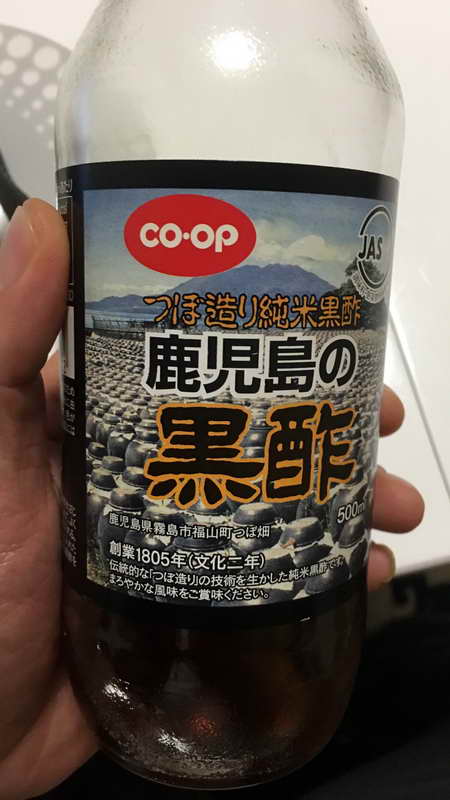 CO·OP
JAS
つぼ造り純米黒酢
鹿児島の
黒酢
500m
鹿児島県霧島市福山町つぼ畑
創業1805年(文化二年)
伝統的な「つぼ造り」の技術を生かした純米黒酢です。
まろやかな風味をご賞味ください。